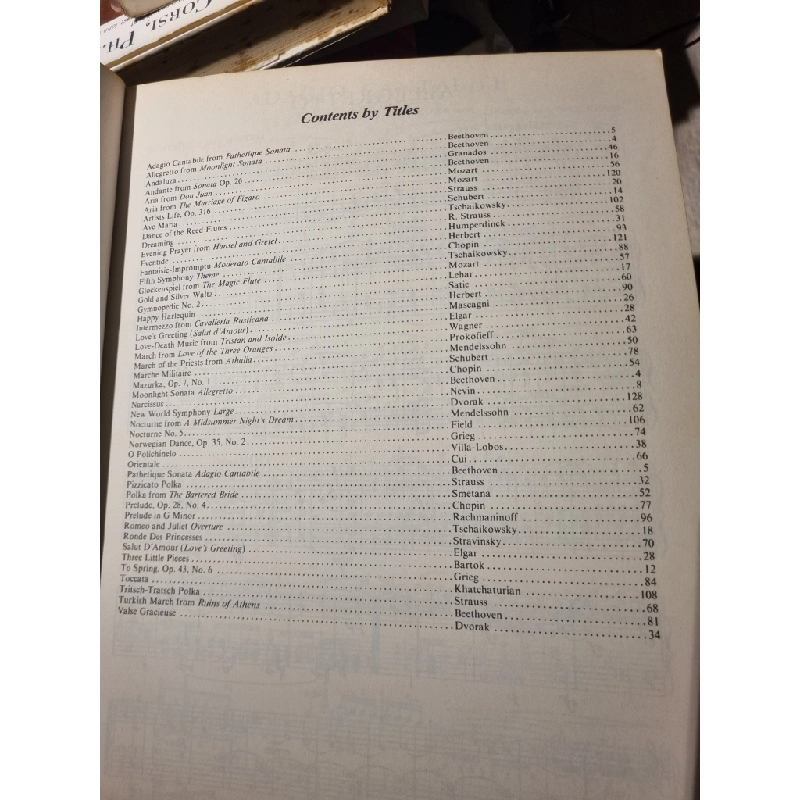 CORSI, PH.
Contents by Titles
Adagio Cantabile from Pathetique Sonata Beethoven 5
Allegretto from Moonlight Sonata Beethoven 4
Andaluza Granados 46
Andante from Sonata Op. 26 Beethoven 16
Aria from Don Juan Mozart 56
Aria from The Marriage of Figaro Mozart 120
Artists Life, Op. 316 Strauss 20
Ave Maria Schubert 14
Dance of the Reed Flutes Tschaikowsky 102
Dreaming R. Strauss 58
Evening Prayer from Hansel and Gretel Humperdinck 31
Eventide Herbert 93
Fantaisie-Impromptu Moderato Cantabile Chopin 121
Fifth Symphony Theme Tschaikowsky 88
Glockenspiel from The Magic Flute Mozart 57
Gold and Silver Waltz Lehar 17
Gymnopedie No. 2 Satie 60
Happy Harlequin Herbert 90
Intermezzo from Cavalleria Rusticana Mascagni 26
Love's Greeting (Salut d'Amour) Elgar 28
Love-Death Music from Tristan and Isolde Wagner 42
March from Love of the Three Oranges Prokofieff 63
March of the Priests from Athalia Mendelssohn 50
Marche Militaire Schubert 78
Mazurka, Op. 7, No. 1 Chopin 54
Moonlight Sonata Allegretto Beethoven 4
Narcissus Nevin 8
New World Symphony Largo Dvorak 128
Nocturne from A Midsummer Night's Dream Mendelssohn 62
Nocturne No. 5 Field 106
Norwegian Dance, Op. 35, No. 2 Grieg 74
O Polichinelo Villa-Lobos 38
Orientale Cui 66
Pathetique Sonata Adagio Cantabile Beethoven 5
Pizzicato Polka Strauss 32
Polka from The Bartered Bride Smetana 52
Prelude, Op. 28, No. 4 Chopin 77
Prelude in G Minor Rachmaninoff 96
Romeo and Juliet Overture Tschaikowsky 18
Ronde Des Princesses Stravinsky 70
Salut D'Amour (Love's Greeting) Elgar 28
Three Little Pieces Bartok 12
To Spring, Op. 43, No. 6 Grieg 84
Toccata Khatchaturian 108
Tritsch-Tratsch Polka Strauss 68
Turkish March from Ruins of Athens Beethoven 81
Valse Gracieuse Dvorak 34